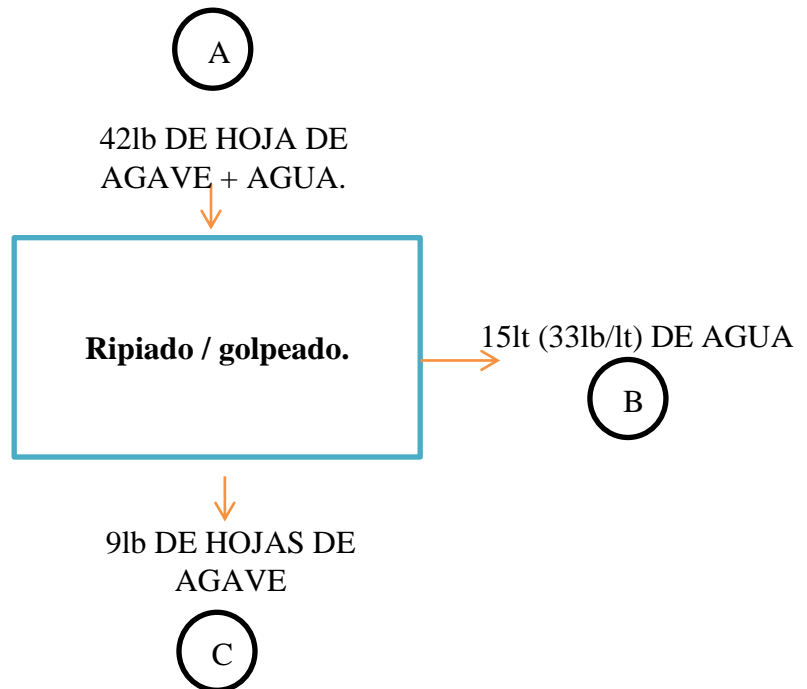 A
42lb DE HOJA DE
AGAVE + AGUA.
Ripiado / golpeado.
15lt (33lb/lt) DE AGUA
B
9lb DE HOJAS DE
AGAVE
C